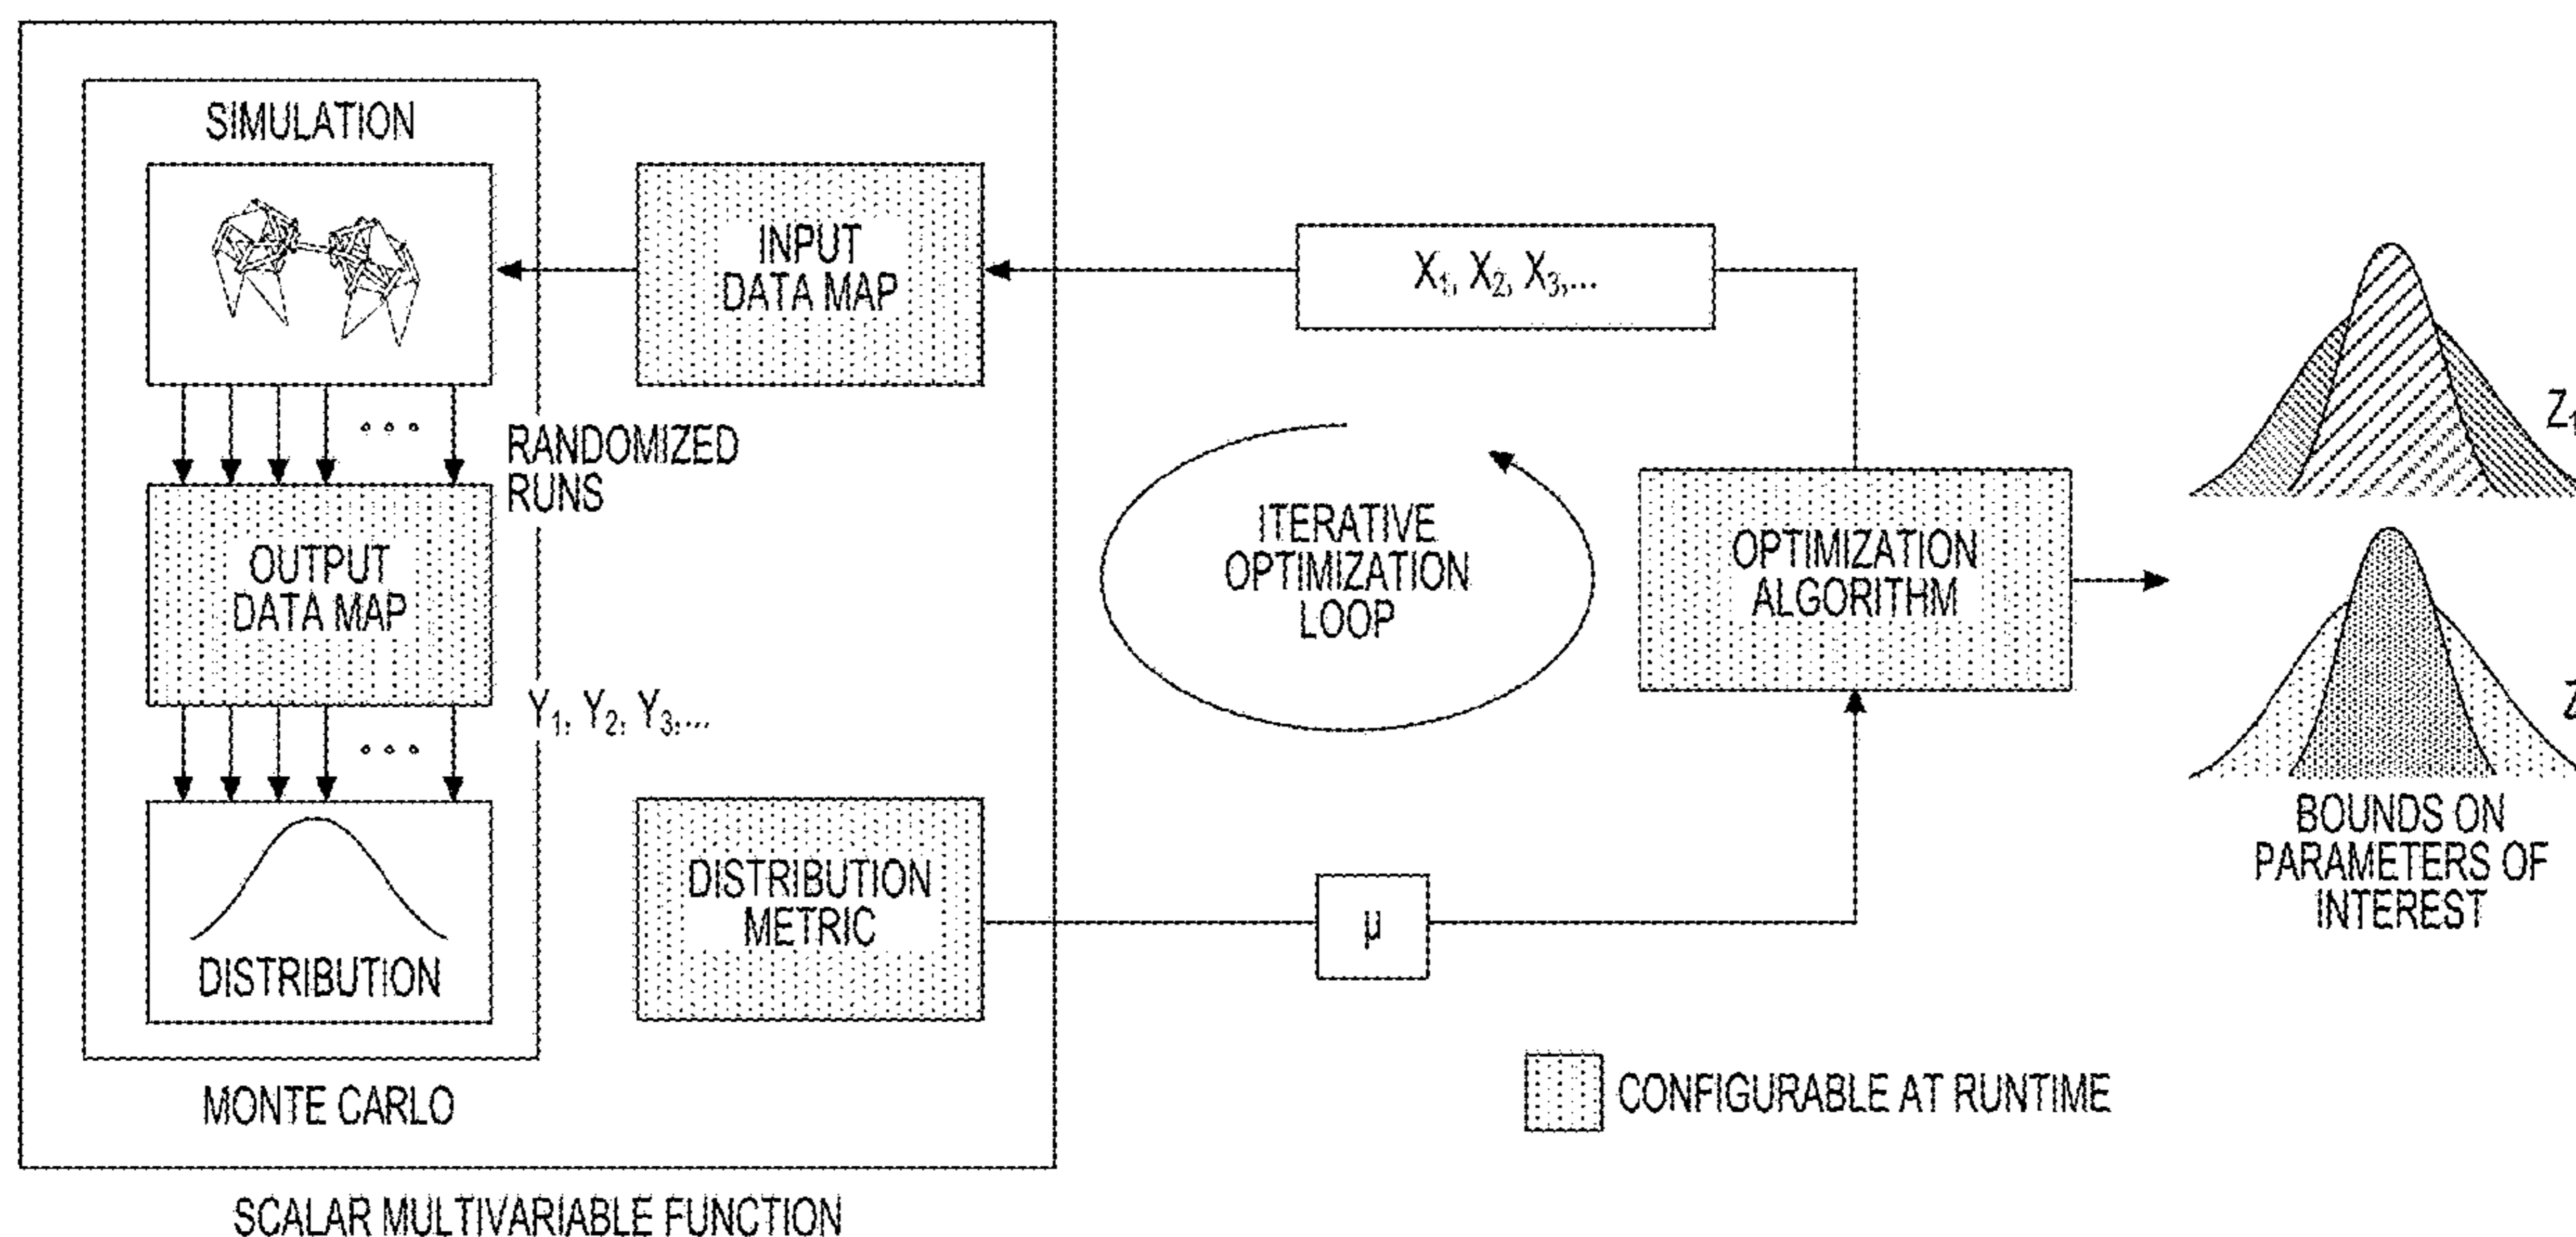 SIMULATION
INPUT
DATA MAP
X₁, X₂, X₃,...
RANDOMIZED
RUNS
OUTPUT
DATA MAP
Y₁, Y₂, Y₃,...
DISTRIBUTION
MONTE CARLO
DISTRIBUTION
METRIC
SCALAR MULTIVARIABLE FUNCTION
ITERATIVE
OPTIMIZATION
LOOP
μ
OPTIMIZATION
ALGORITHM
Z₁
Z
BOUNDS ON
PARAMETERS OF
INTEREST
CONFIGURABLE AT RUNTIME